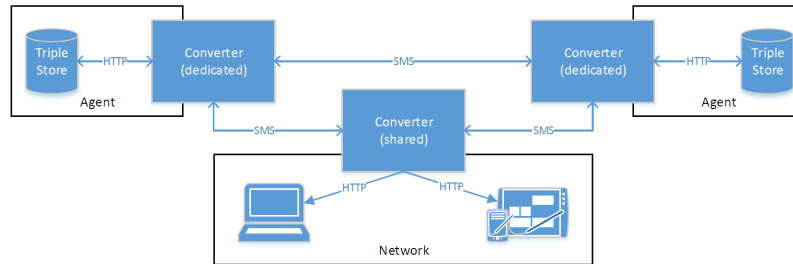 Triple
Store
HTTP
Converter
(dedicated)
Agent
SMS
Converter
(dedicated)
HTTP
Triple
Store
Agent
SMS
Converter
(shared)
SMS
HTTP
HTTP
Network